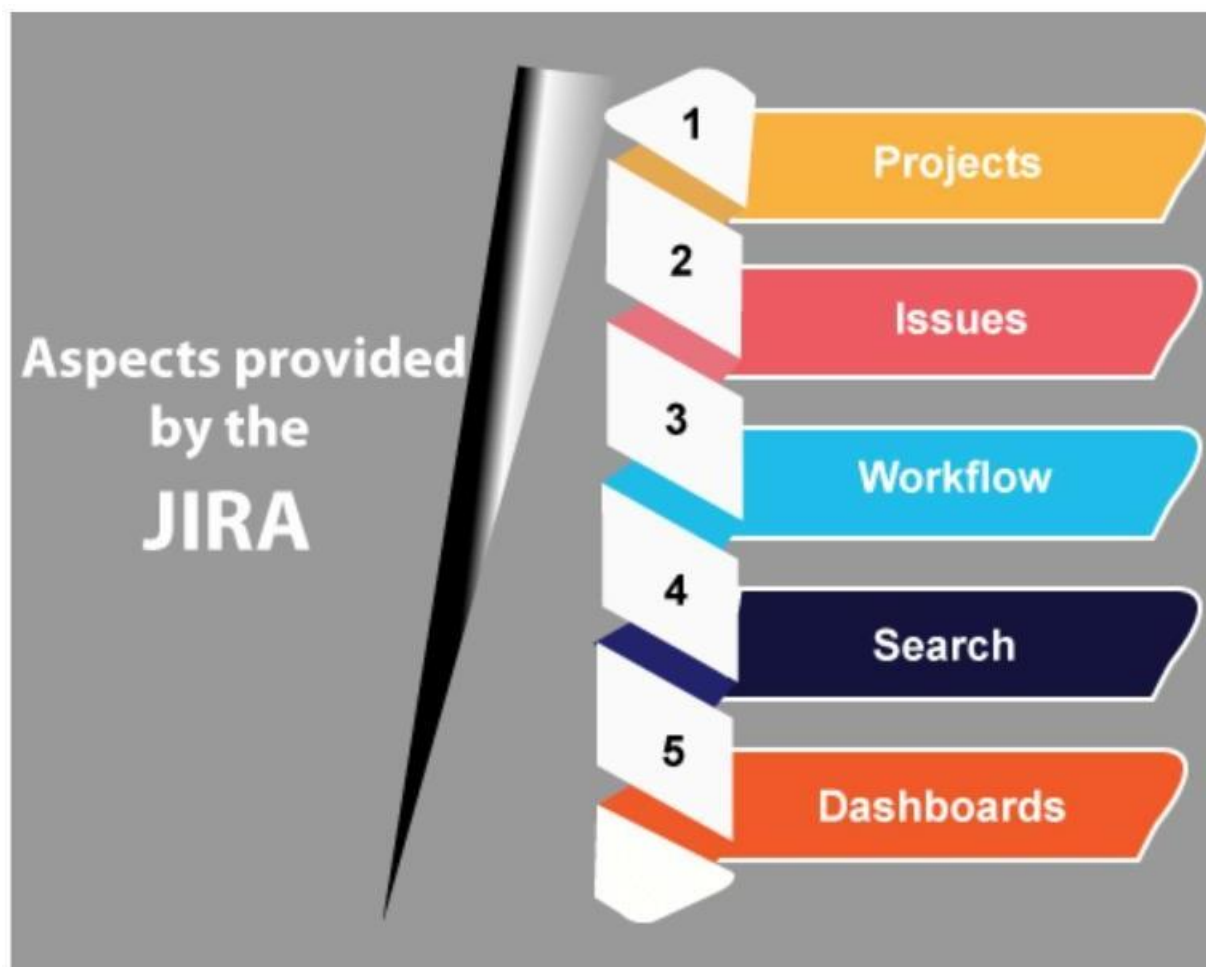 Aspects provided
by the
JIRA
1
Projects
2
Issues
3
Workflow
4
Search
5
Dashboards